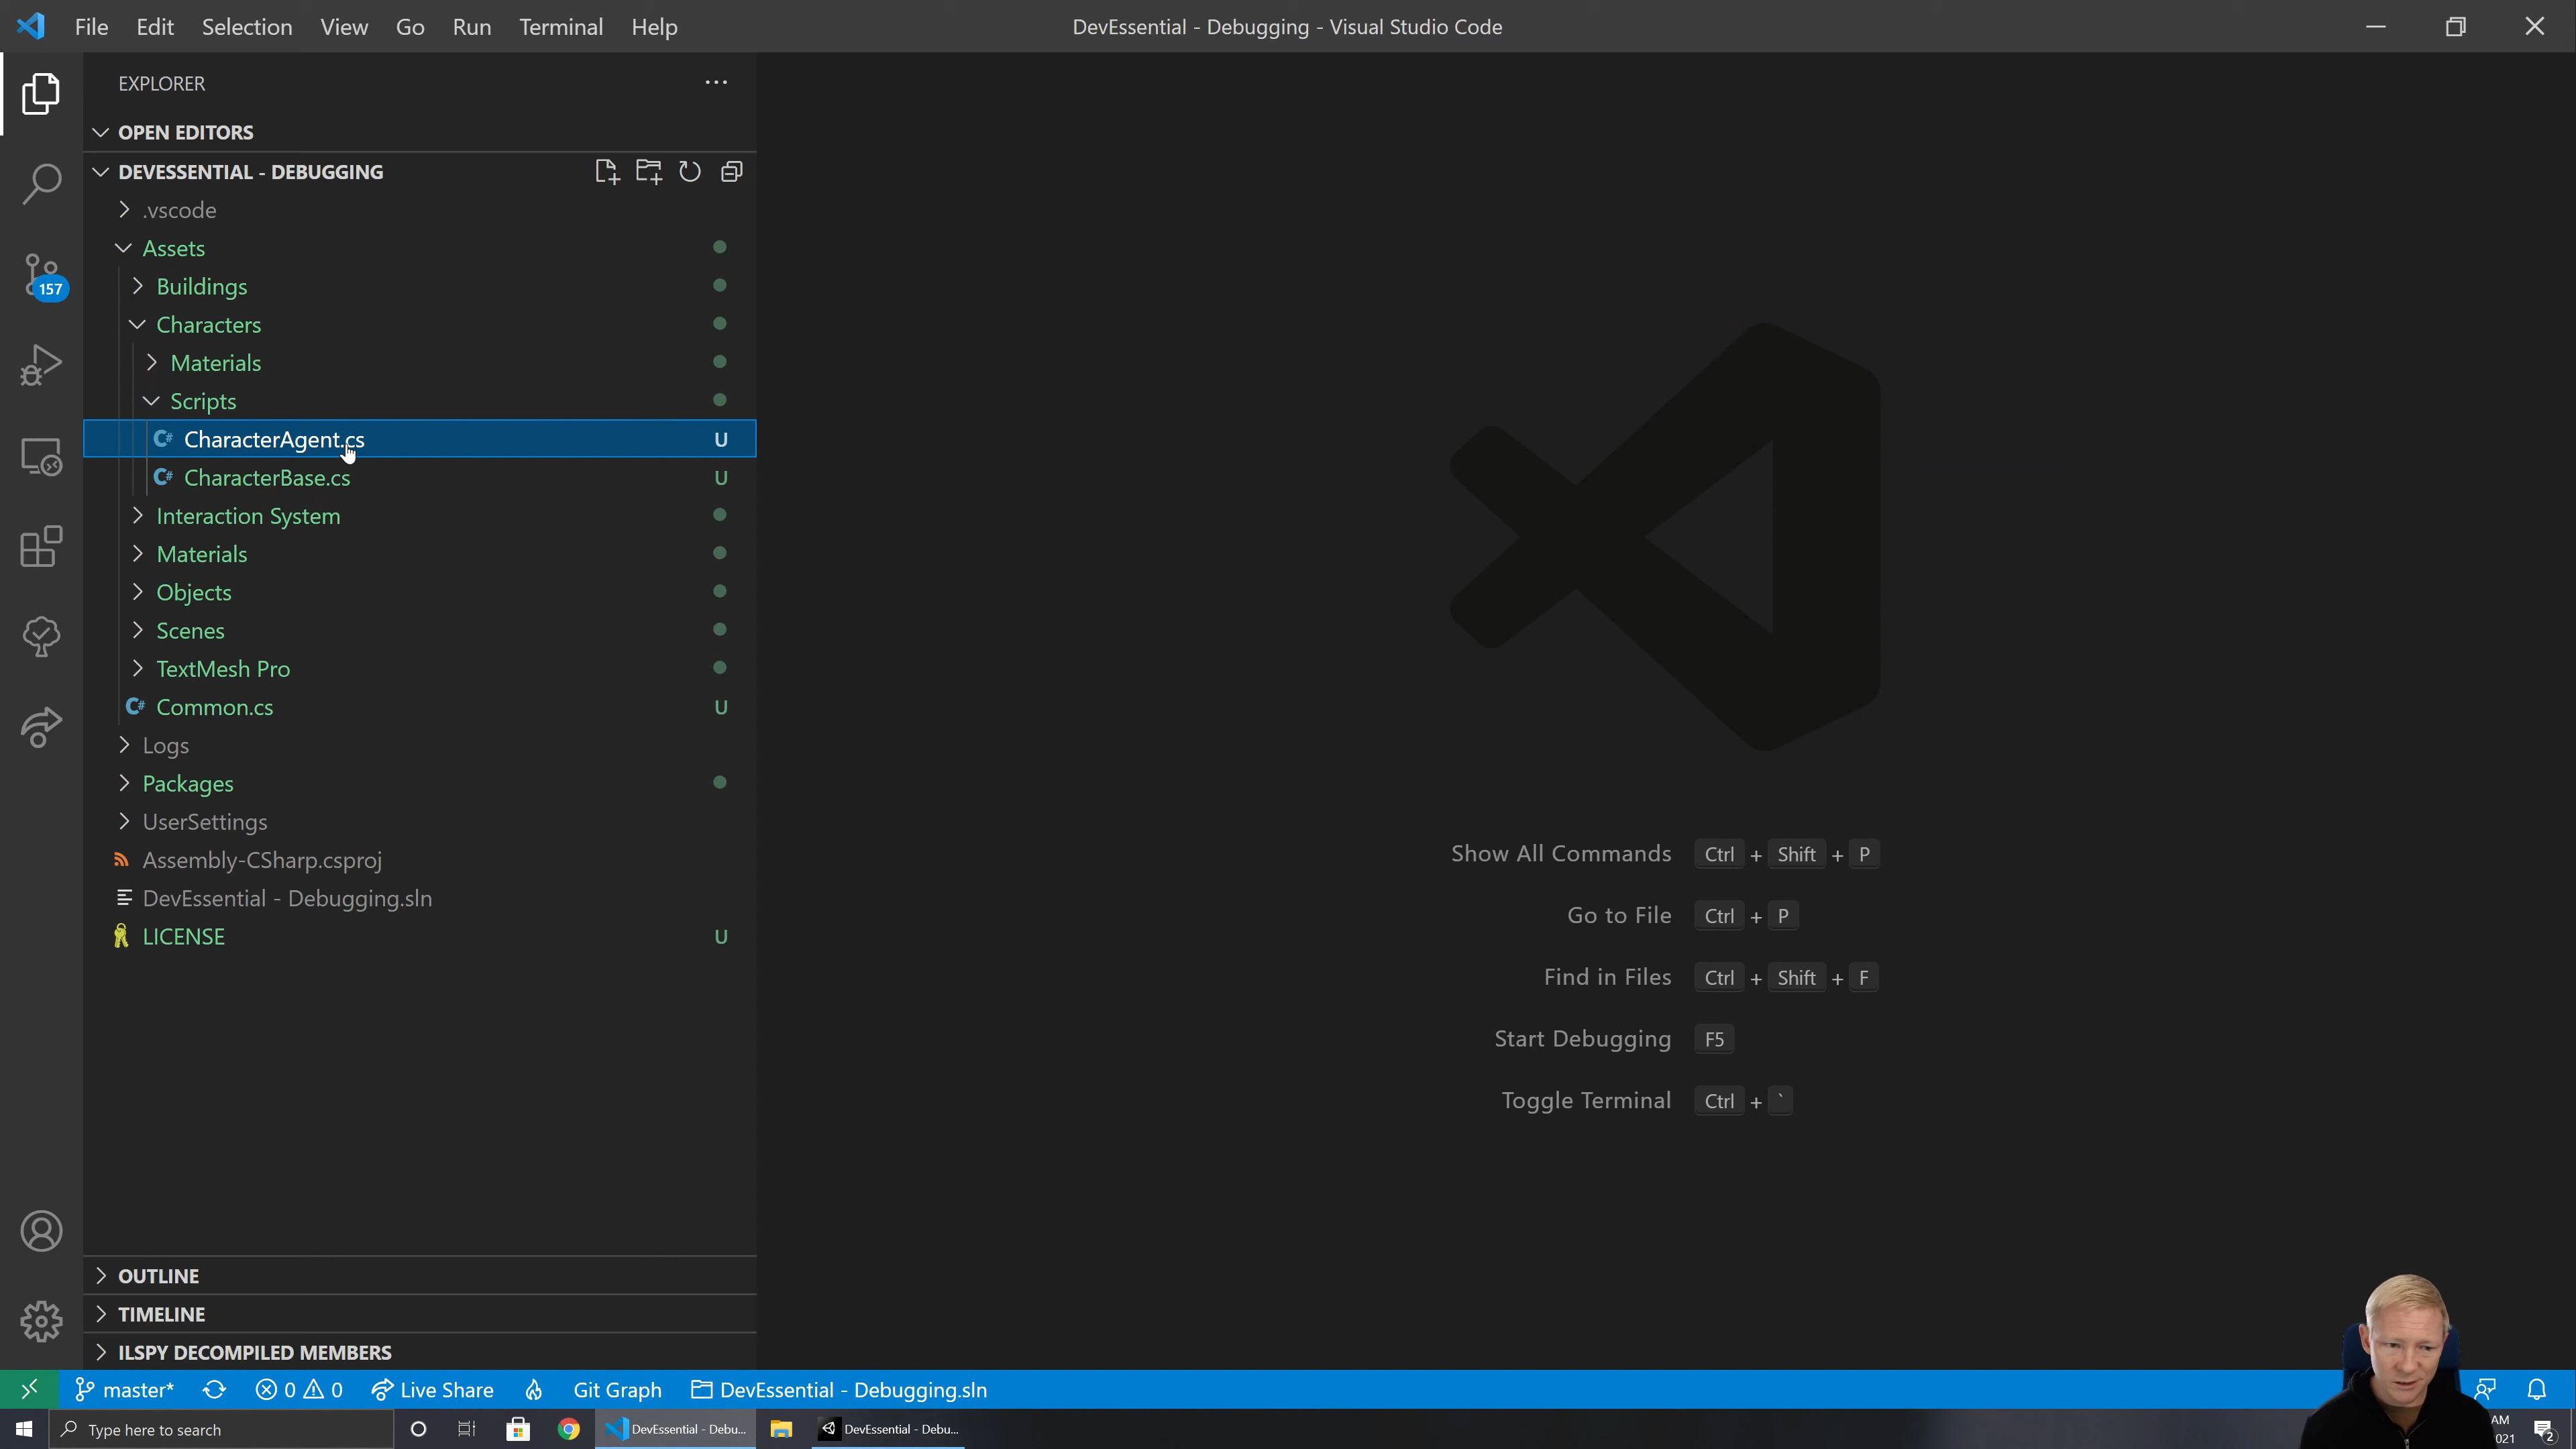 File Edit Selection View Go Run Terminal Help
DevEssential - Debugging - Visual Studio Code
EXPLORER
OPEN EDITORS
DEVESSENTIAL - DEBUGGING
.vscode
Assets
Buildings
Characters
Materials
Scripts
C# CharacterAgent.cs U
C# CharacterBase.cs U
Interaction System
Materials
Objects
Scenes
TextMesh Pro
C# Common.cs U
Logs
Packages
UserSettings
Assembly-CSharp.csproj
DevEssential - Debugging.sln
LICENSE U
157
Show All Commands Ctrl + Shift + P
Go to File Ctrl + P
Find in Files Ctrl + Shift + F
Start Debugging F5
Toggle Terminal Ctrl + `
OUTLINE
TIMELINE
ILSPY DECOMPILED MEMBERS
master* 0 0 Live Share Git Graph DevEssential - Debugging.sln
Type here to search
DevEssential - Debu...
DevEssential - Debu...
AM
021
2